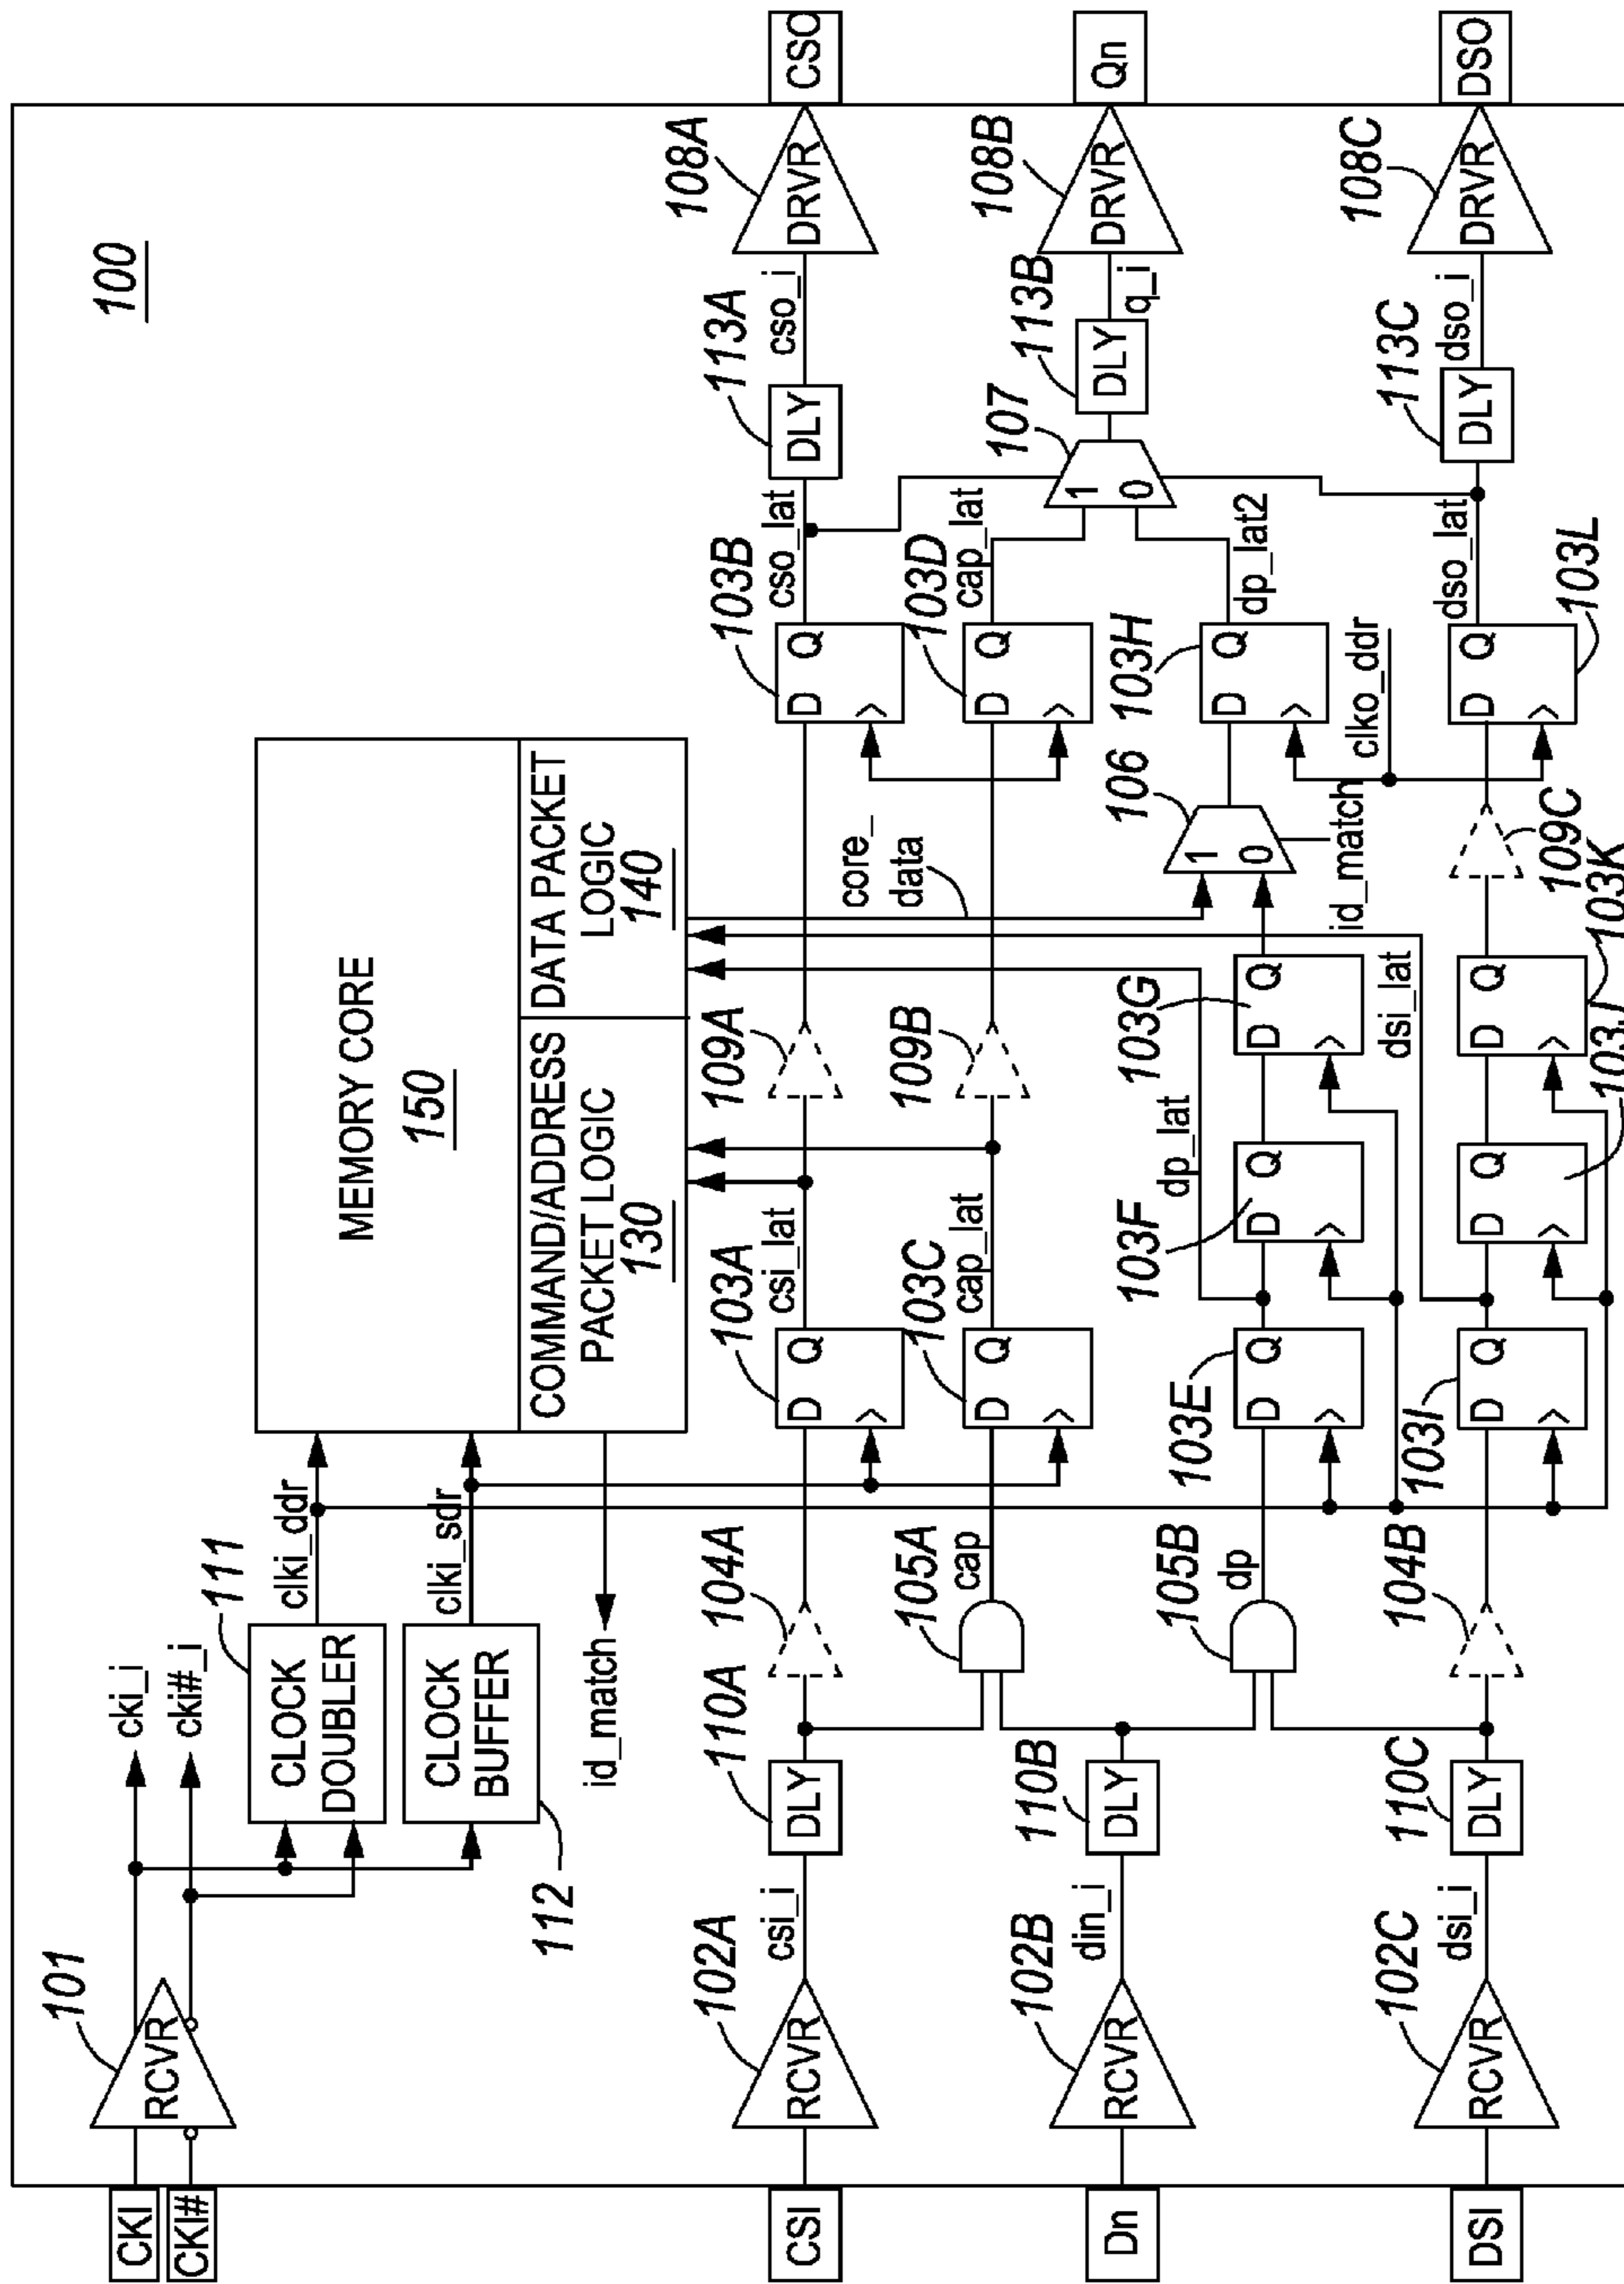 100
CKI
CKI#
101
RCVR
cki_i
cki#_i
111
CLOCK
DOUBLER
clki_ddr
CLOCK
BUFFER
112
clki_sdr
id_match
MEMORY CORE
150
COMMAND/ADDRESS
PACKET LOGIC
130
DATA PACKET
LOGIC
140
CSI
102A
RCVR
csi_i
110A
DLY
104A
103A
D Q
csi_lat
109A
103B
D Q
cso_lat
113A
DLY
cso_i
108A
DRVR
CSO
105A
cap
103C
D Q
cap_lat
109B
core_
data
103D
D Q
cap_lat
107
1
0
113B
DLY
q_i
108B
DRVR
Qn
Dn
102B
RCVR
din_i
110B
DLY
105B
dp
103E
D Q
103F
D Q
dp_lat
103G
D Q
106
1
0
id_match
103H
D Q
dp_lat2
clko_ddr
DSI
102C
RCVR
dsi_i
110C
DLY
104B
103I
D Q
D Q
103J
dsi_lat
D Q
103K
109C
D Q
103L
dso_lat
113C
DLY
dso_i
108C
DRVR
DSO